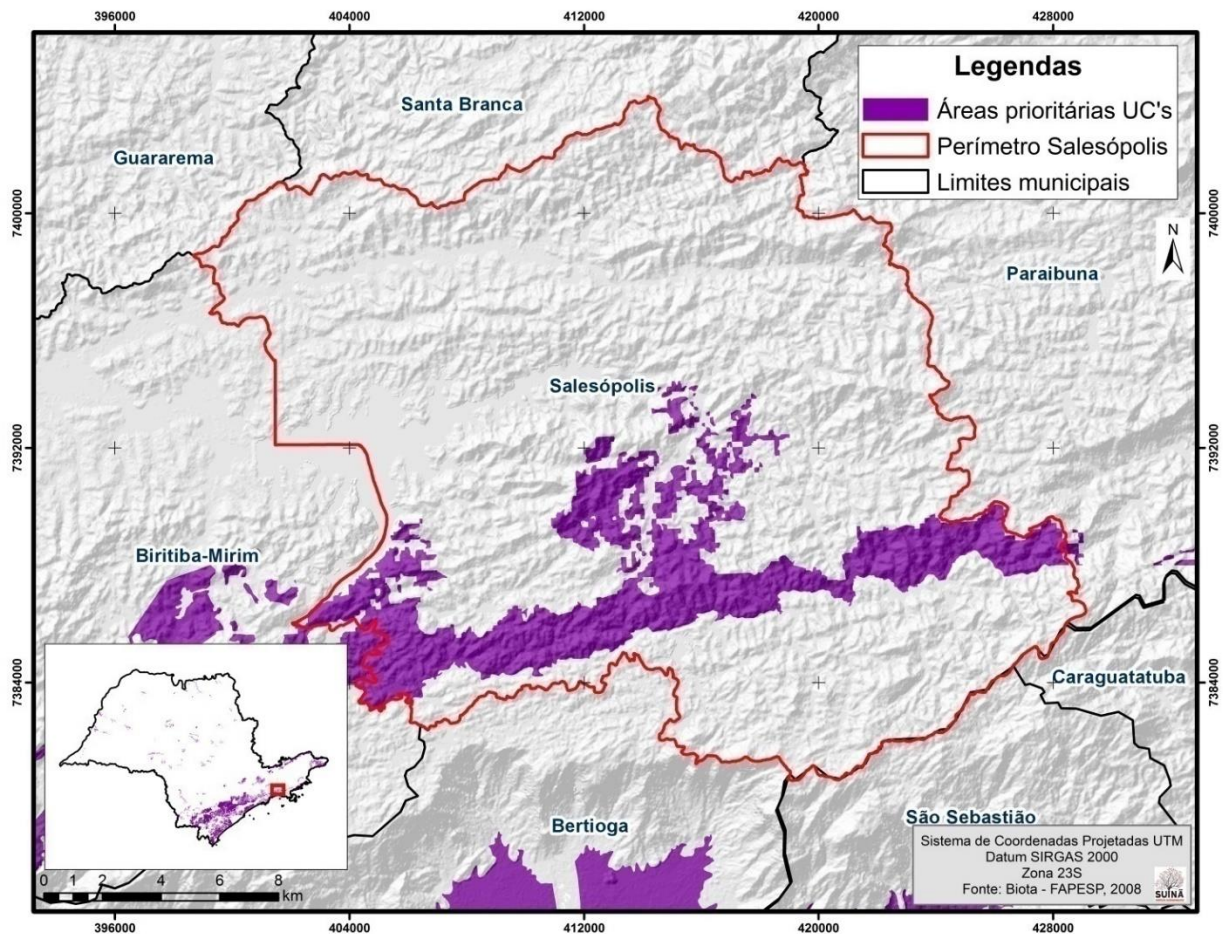 396000 404000 412000 420000 428000
Legendas
Áreas prioritárias UC's
Perímetro Salesópolis
Limites municipais
Santa Branca
Guararema
7400000 7400000
N
Paraibuna
Salesópolis
7392000 7392000
Biritiba-Mirim
7384000 7384000
Caraguatatuba
Bertioga
São Sebastião
Sistema de Coordenadas Projetadas UTM
Datum SIRGAS 2000
Zona 23S
Fonte: Biota - FAPESP, 2008
SUINÃ
0 1 2 4 6 8
km
396000 404000 412000 420000 428000